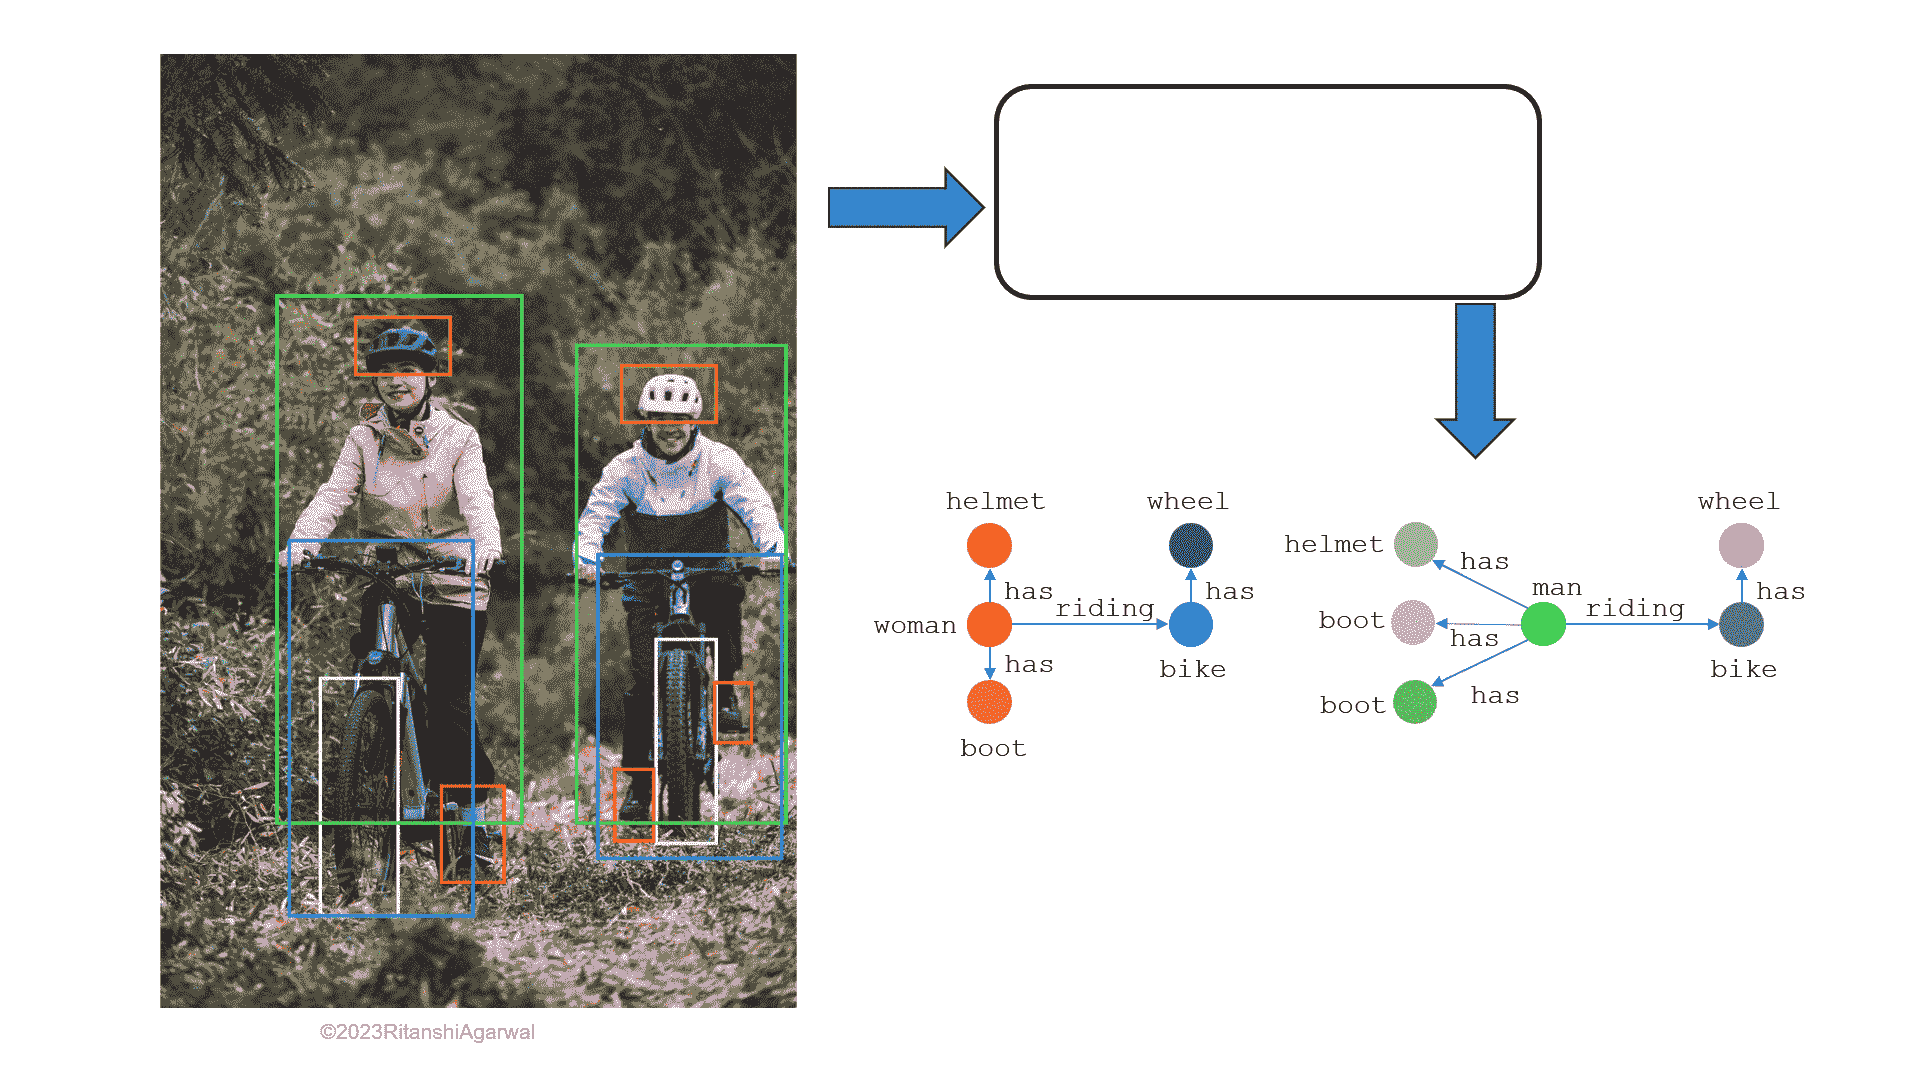 helmet
wheel
has
has
riding
woman
has
bike
boot
wheel
helmet
has
man
has
boot
riding
has
bike
boot
has
©2023RitanshiAgarwal